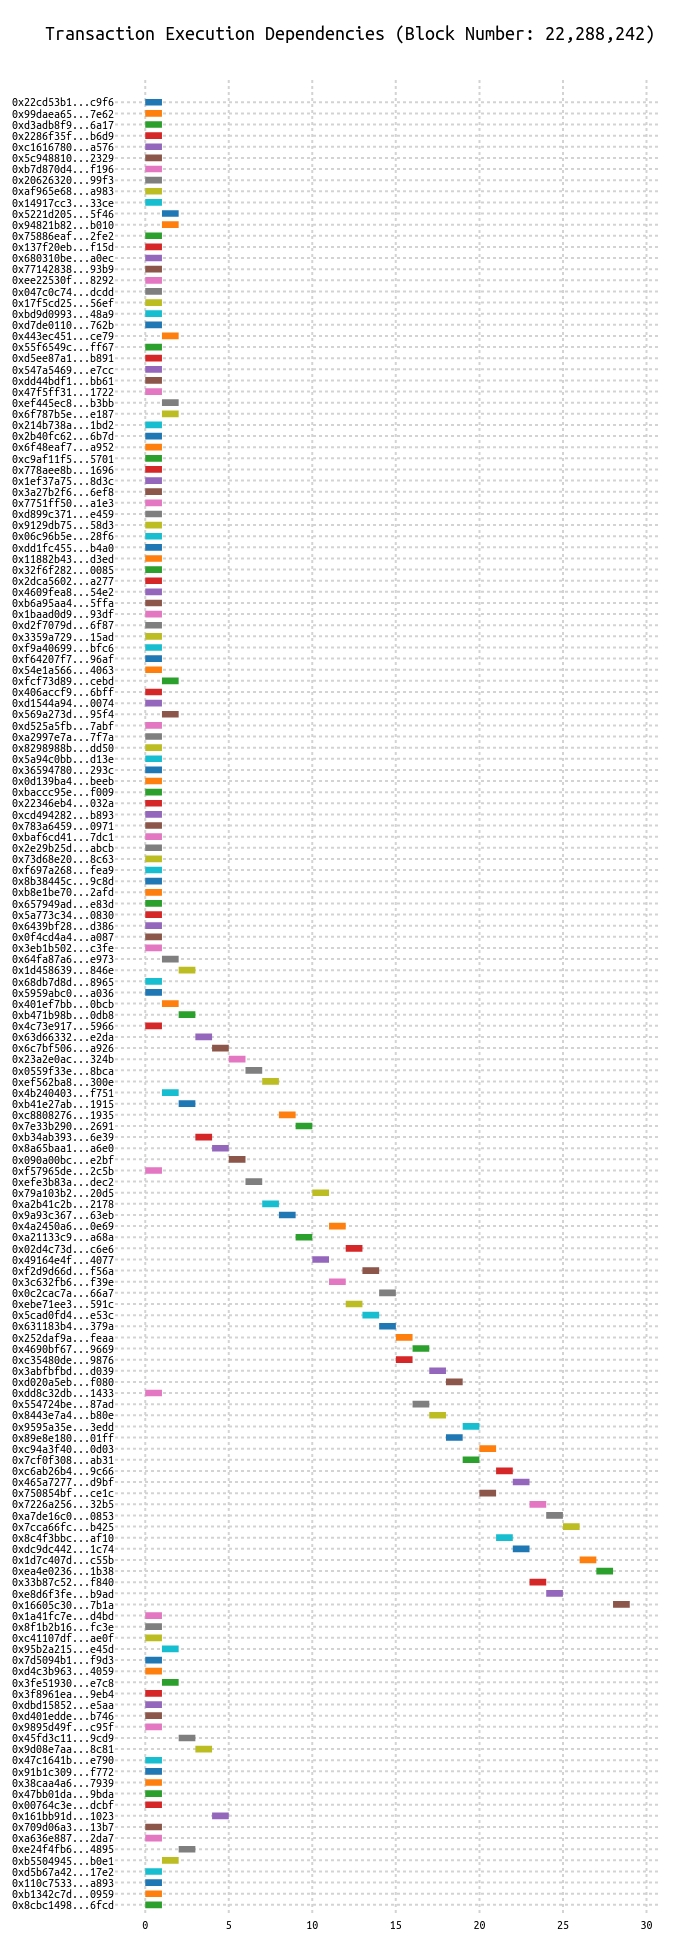 Transaction Execution Dependencies (Block Number: 22,288,242)
0x22cd53b1...c9f6
0x99daea65...7e62
0xd3adb8f9...6a17
0x2286f35f...b6d9
0xc1616780...a576
0x5c948810...2329
0xb7d870d4...f196
0x20626320...99f3
0xaf965e68...a983
0x14917cc3...33ce
0x5221d205...5f46
0x94821b82...b010
0x75886eaf...2fe2
0x137f20eb...f15d
0x680310be...a0ec
0x77142838...93b9
0xee22530f...8292
0x047c0c74...dcdd
0x17f5cd25...56ef
0xbd9d0993...48a9
0xd7de0110...762b
0x443ec451...ce79
0x55f6549c...ff67
0xd5ee87a1...b891
0x547a5469...e7cc
0xdd44bdf1...bb61
0x47f5ff31...1722
0xef445ec8...b3bb
0x6f787b5e...e187
0x214b738a...1bd2
0x2b40fc62...6b7d
0x6f48eaf7...a952
0xc9af11f5...5701
0x778aee8b...1696
0x1ef37a75...8d3c
0x3a27b2f6...6ef8
0x7751ff50...a1e3
0xd899c371...e459
0x9129db75...58d3
0x06c96b5e...28f6
0xdd1fc455...b4a0
0x11882b43...d3ed
0x32f6f282...0085
0x2dca5602...a277
0x4609fea8...54e2
0xb6a95aa4...5ffa
0x1baad0d9...93df
0xd2f7079d...6f87
0x3359a729...15ad
0xf9a40699...bfc6
0xf64207f7...96af
0x54e1a566...4063
0xfcf73d89...cebd
0x406accf9...6bff
0xd1544a94...0074
0x569a273d...95f4
0xd525a5fb...7abf
0xa2997e7a...7f7a
0x8298988b...dd50
0x5a94c0bb...d13e
0x36594780...293c
0x0d139ba4...beeb
0xbaccc95e...f009
0x22346eb4...032a
0xcd494282...b893
0x783a6459...0971
0xbaf6cd41...7dc1
0x2e29b25d...abcb
0x73d68e20...8c63
0xf697a268...fea9
0x8b38445c...9c8d
0xb8e1be70...2afd
0x657949ad...e83d
0x5a773c34...0830
0x6439bf28...d386
0x0f4cd4a4...a087
0x3eb1b502...c3fe
0x64fa87a6...e973
0x1d458639...846e
0x68db7d8d...8965
0x5959abc0...a036
0x401ef7bb...0bcb
0xb471b98b...0db8
0x4c73e917...5966
0x63d66332...e2da
0x6c7bf506...a926
0x23a2e0ac...324b
0x0559f33e...8bca
0xef562ba8...300e
0x4b240403...f751
0xb41e27ab...1915
0xc8808276...1935
0x7e33b290...2691
0xb34ab393...6e39
0x8a65baa1...a6e0
0x090a00bc...e2bf
0xf57965de...2c5b
0xefe3b83a...dec2
0x79a103b2...20d5
0xa2b41c2b...2178
0x9a93c367...63eb
0x4a2450a6...0e69
0xa21133c9...a68a
0x02d4c73d...c6e6
0x49164e4f...4077
0xf2d9d66d...f56a
0x3c632fb6...f39e
0x0c2cac7a...66a7
0xebe71ee3...591c
0x5cad0fd4...e53c
0x631183b4...379a
0x252daf9a...feaa
0x4690bf67...9669
0xc35480de...9876
0x3abfbfbd...d039
0xd020a5eb...f080
0xdd8c32db...1433
0x554724be...87ad
0x8443e7a4...b80e
0x9595a35e...3edd
0x89e8e180...01ff
0xc94a3f40...0d03
0x7cf0f308...ab31
0xc6ab26b4...9c66
0x465a7277...d9bf
0x750854bf...ce1c
0x7226a256...32b5
0xa7de16c0...0853
0x7cca66fc...b425
0x8c4f3bbc...af10
0xdc9dc442...1c74
0x1d7c407d...c55b
0xea4e0236...1b38
0x33b87c52...f840
0xe8d6f3fe...b9ad
0x16605c30...7b1a
0x1a41fc7e...d4bd
0x8f1b2b16...fc3e
0xc41107df...ae0f
0x95b2a215...e45d
0x7d5094b1...f9d3
0xd4c3b963...4059
0x3fe51930...e7c8
0x3f8961ea...9eb4
0xdbd15852...e5aa
0xd401edde...b746
0x9895d49f...c95f
0x45fd3c11...9cd9
0x9d08e7aa...8c81
0x47c1641b...e790
0x91b1c309...f772
0x38caa4a6...7939
0x47bb01da...9bda
0x00764c3e...dcbf
0x161bb91d...1023
0x709d06a3...13b7
0xa636e887...2da7
0xe24f4fb6...4895
0xb5504945...b0e1
0xd5b67a42...17e2
0x110c7533...a893
0xb1342c7d...0959
0x8cbc1498...6fcd
0 5 10 15 20 25 30